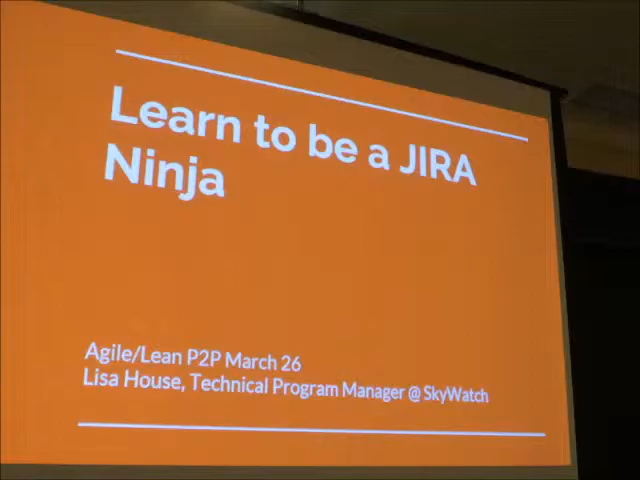 Learn to be a JIRA
Ninja
Agile/Lean P2P March 26
Lisa House, Technical Program Manager @ SkyWatch